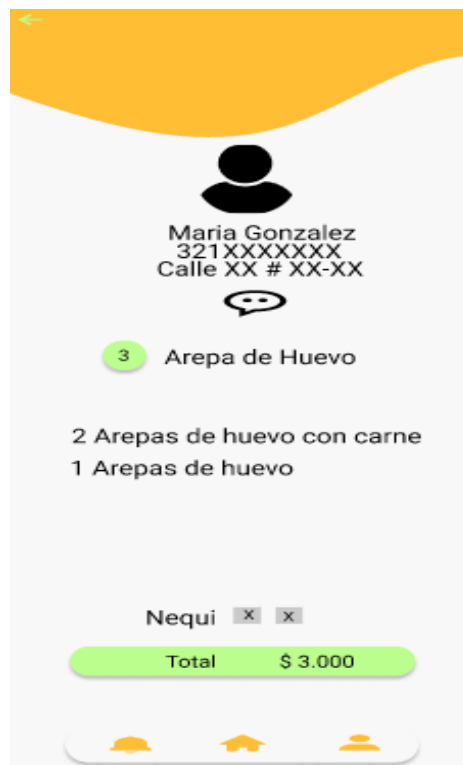 Maria Gonzalez
321XXXXXXX
Calle XX # XX-XX
3 Arepa de Huevo
2 Arepas de huevo con carne
1 Arepas de huevo
Nequi x x
Total $ 3.000